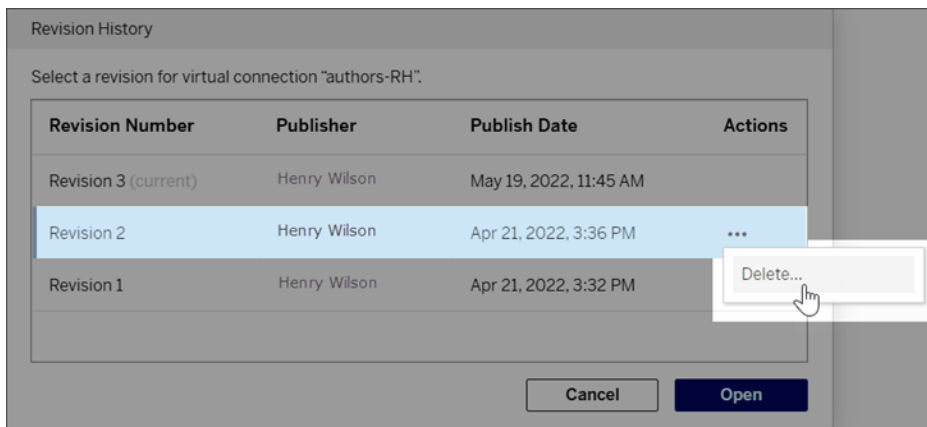 Revision History
Select a revision for virtual connection “authors-RH”.
Revision Number Publisher Publish Date Actions
Revision 3 (current) Henry Wilson May 19, 2022, 11:45 AM
Revision 2 Henry Wilson Apr 21, 2022, 3:36 PM •••
Delete...
Revision 1 Henry Wilson Apr 21, 2022, 3:32 PM
Cancel Open